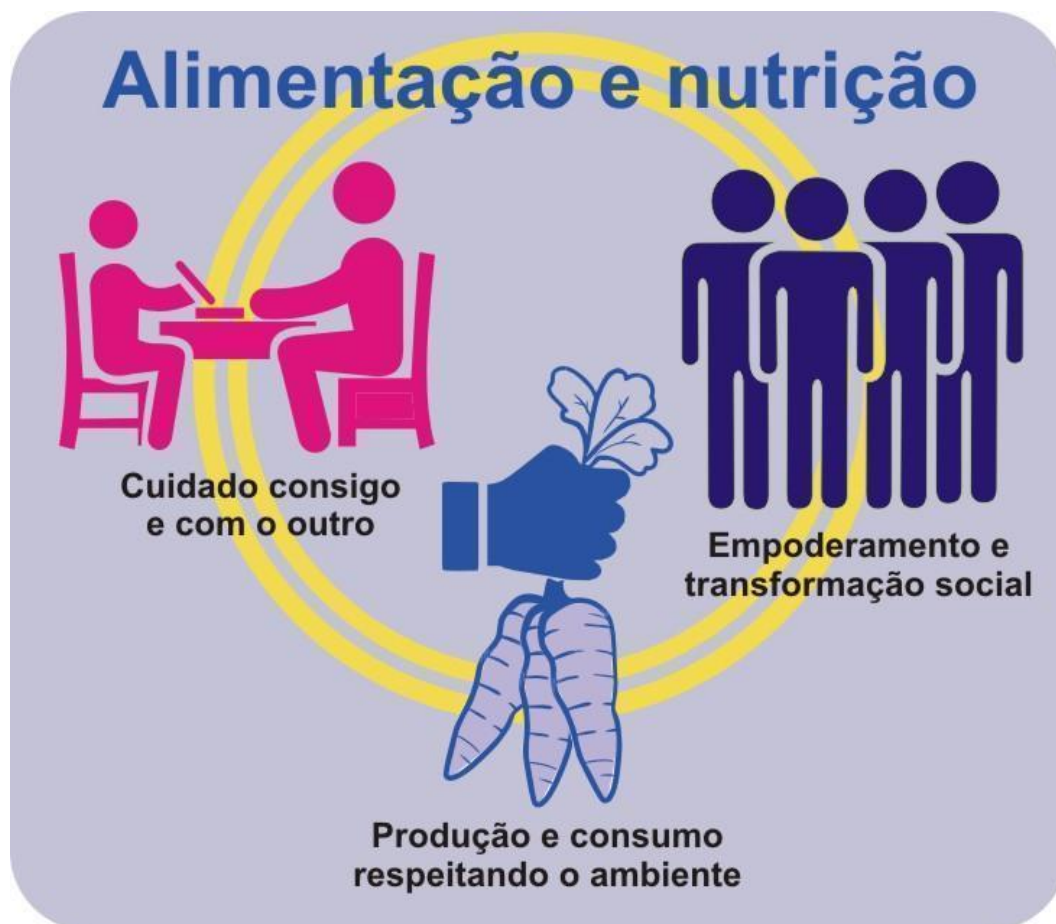 Alimentação e nutrição
Cuidado consigo
e com o outro
Empoderamento e
transformação social
Produção e consumo
respeitando o ambiente